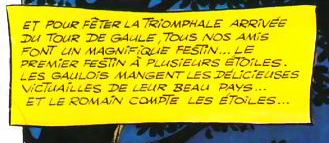 ET POUR FÊTER LA TRIOMPHALE ARRIVÉE
DU TOUR DE GAULE, TOUS NOS AMIS
FONT UN MAGNIFIQUE FESTIN... LE
PREMIER FESTIN À PLUSIEURS ÉTOILES.
LES GAULOIS MANGENT LES DÉLICIEUSES
VICTUAILLES DE LEUR BEAU PAYS...
ET LE ROMAIN COMPTE LES ÉTOILES...